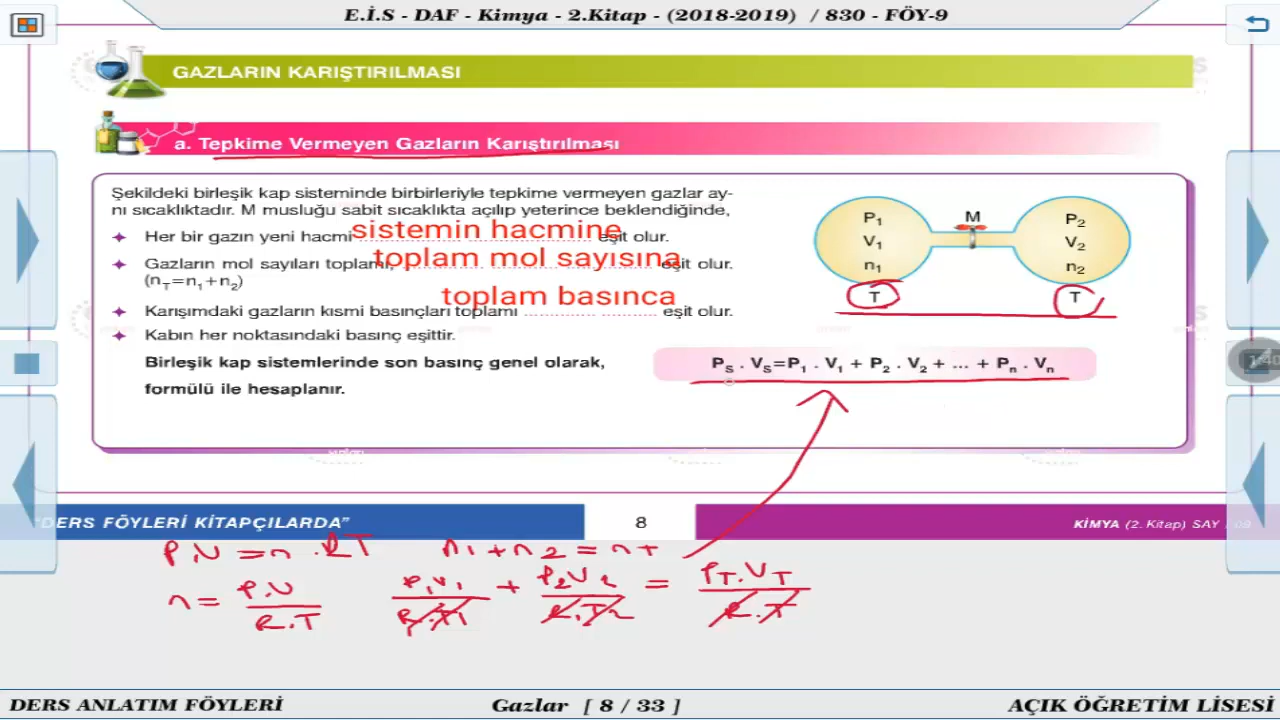 E.İ.S - DAF - Kimya - 2.Kitap - (2018-2019) / 830 - FÖY-9
GAZLARIN KARIŞTIRILMASI
a. Tepkime Vermeyen Gazların Karıştırılması
Şekildeki birleşik kap sisteminde birbirleriyle tepkime vermeyen gazlar ay-
nı sıcaklıktadır. M musluğu sabit sıcaklıkta açılıp yeterince beklendiğinde,
Her bir gazın yeni hacmi sistemin hacmine eşit olur.
Gazların mol sayıları toplamı, toplam mol sayısına eşit olur.
(nT=n1+n2)
toplam basınca
Karışımdaki gazların kısmi basınçları toplamı .................. ............. eşit olur.
Kabın her noktasındaki basınç eşittir.
Birleşik kap sistemlerinde son basınç genel olarak,
formülü ile hesaplanır.
P1 M P2
V1 V2
n1 n2
T T
PS . VS=P1 . V1 + P2 . V2 + ... + Pn . Vn
1:40
"DERS FÖYLERİ KİTAPÇILARDA"
8
KİMYA (2. Kitap) SAY
P.V = n . RT n1 + n2 = nT
n = P.V / R.T P1V1 / R.T1 + P2V2 / R.T2 = PT.VT / R.T
DERS ANLATIM FÖYLERİ
Gazlar [ 8 / 33 ]
AÇIK ÖĞRETİM LİSESİ